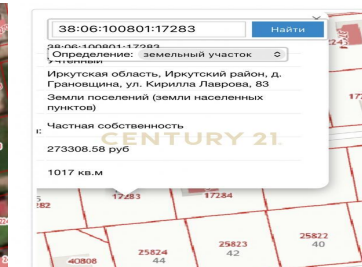 38:06:100801:17283
Найти
38:06:100801:17283
Определение: земельный участок
Учтенный
Иркутская область, Иркутский район, д.
Грановщина, ул. Кирилла Лаврова, 83
Земли поселений (земли населенных
пунктов)
Частная собственность
CENTURY 21.
273308.58 руб
1017 кв.м
17283
17284
25822
40
25823
42
25824
44
40808